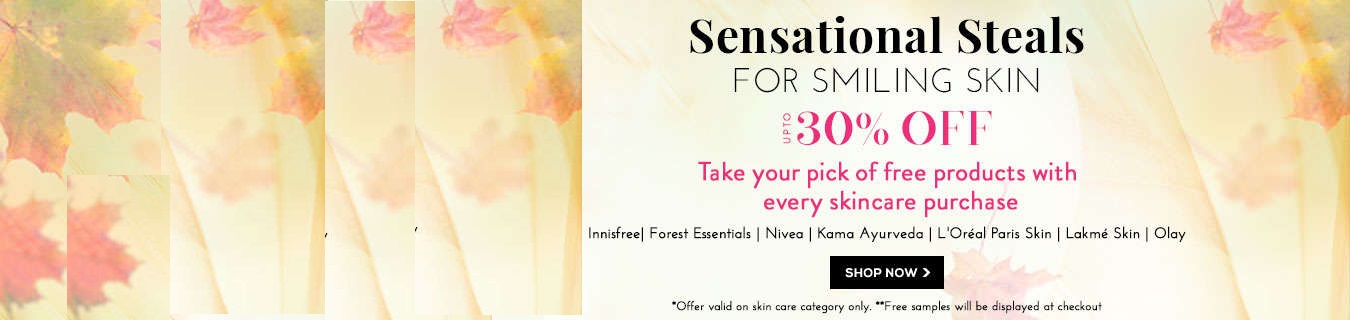 Sensational Steals
FOR SMILING SKIN
UPTO 30% OFF
Take your pick of free products with
every skincare purchase
Innisfree| Forest Essentials | Nivea | Kama Ayurveda | L'Oréal Paris Skin | Lakmé Skin | Olay
SHOP NOW >
*Offer valid on skin care category only. **Free samples will be displayed at checkout